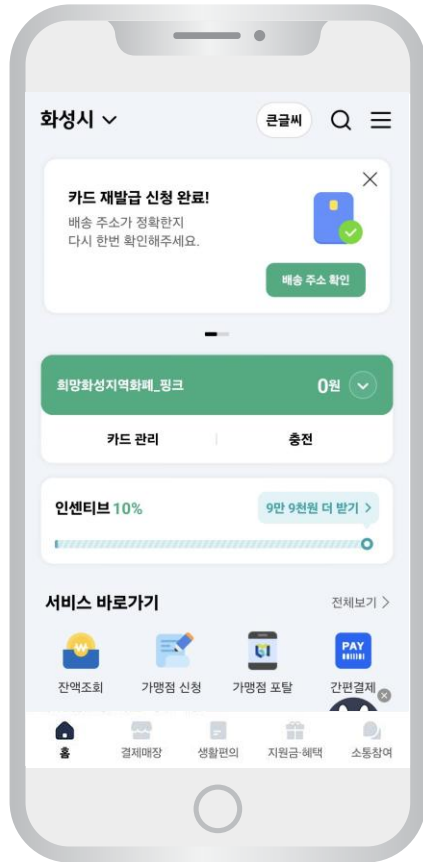 화성시
큰글씨
카드 재발급 신청 완료!
배송 주소가 정확한지
다시 한번 확인해주세요.
배송 주소 확인
희망화성지역화폐_핑크
0원
카드 관리
충전
인센티브 10%
9만 9천원 더 받기 >
서비스 바로가기
전체보기 >
PAY
잔액조회
가맹점 신청
가맹점 포탈
간편결제
홈
결제매장
생활편의
지원금·혜택
소통참여